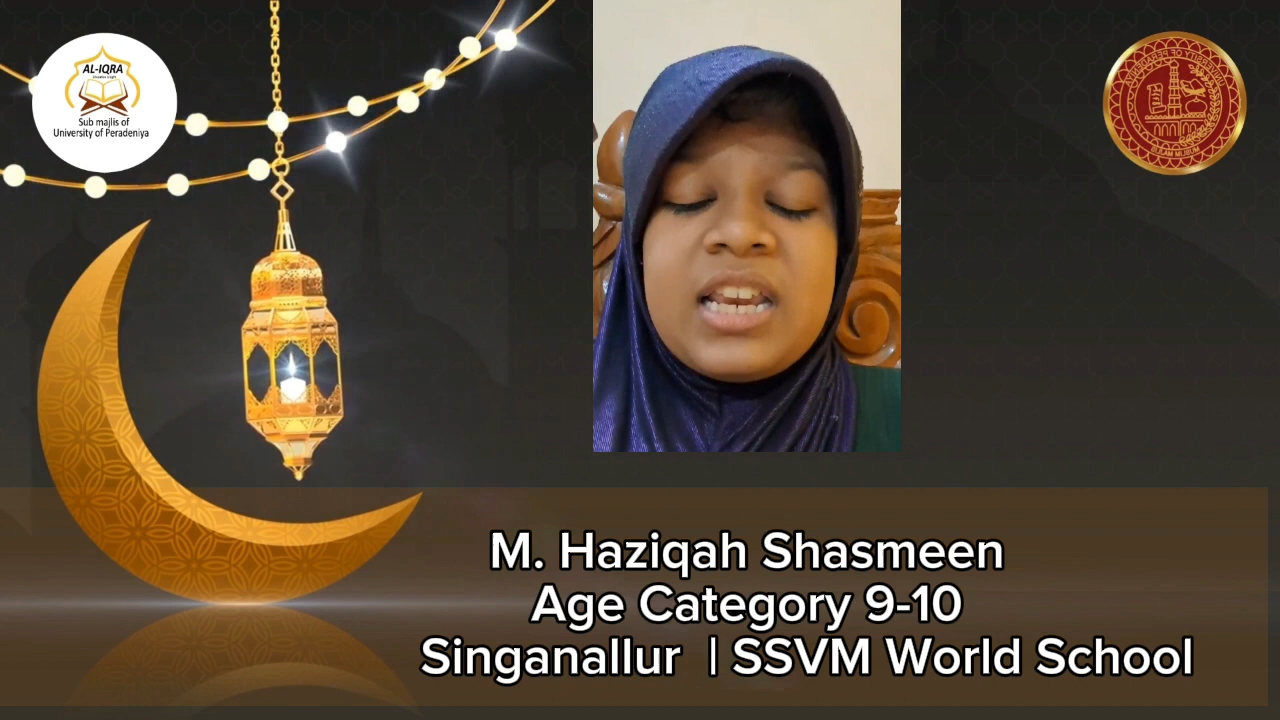 AL-IQRA
Sub majlis of
University of Peradeniya
M. Haziqah Shasmeen
Age Category 9-10
Singanallur | SSVM World School